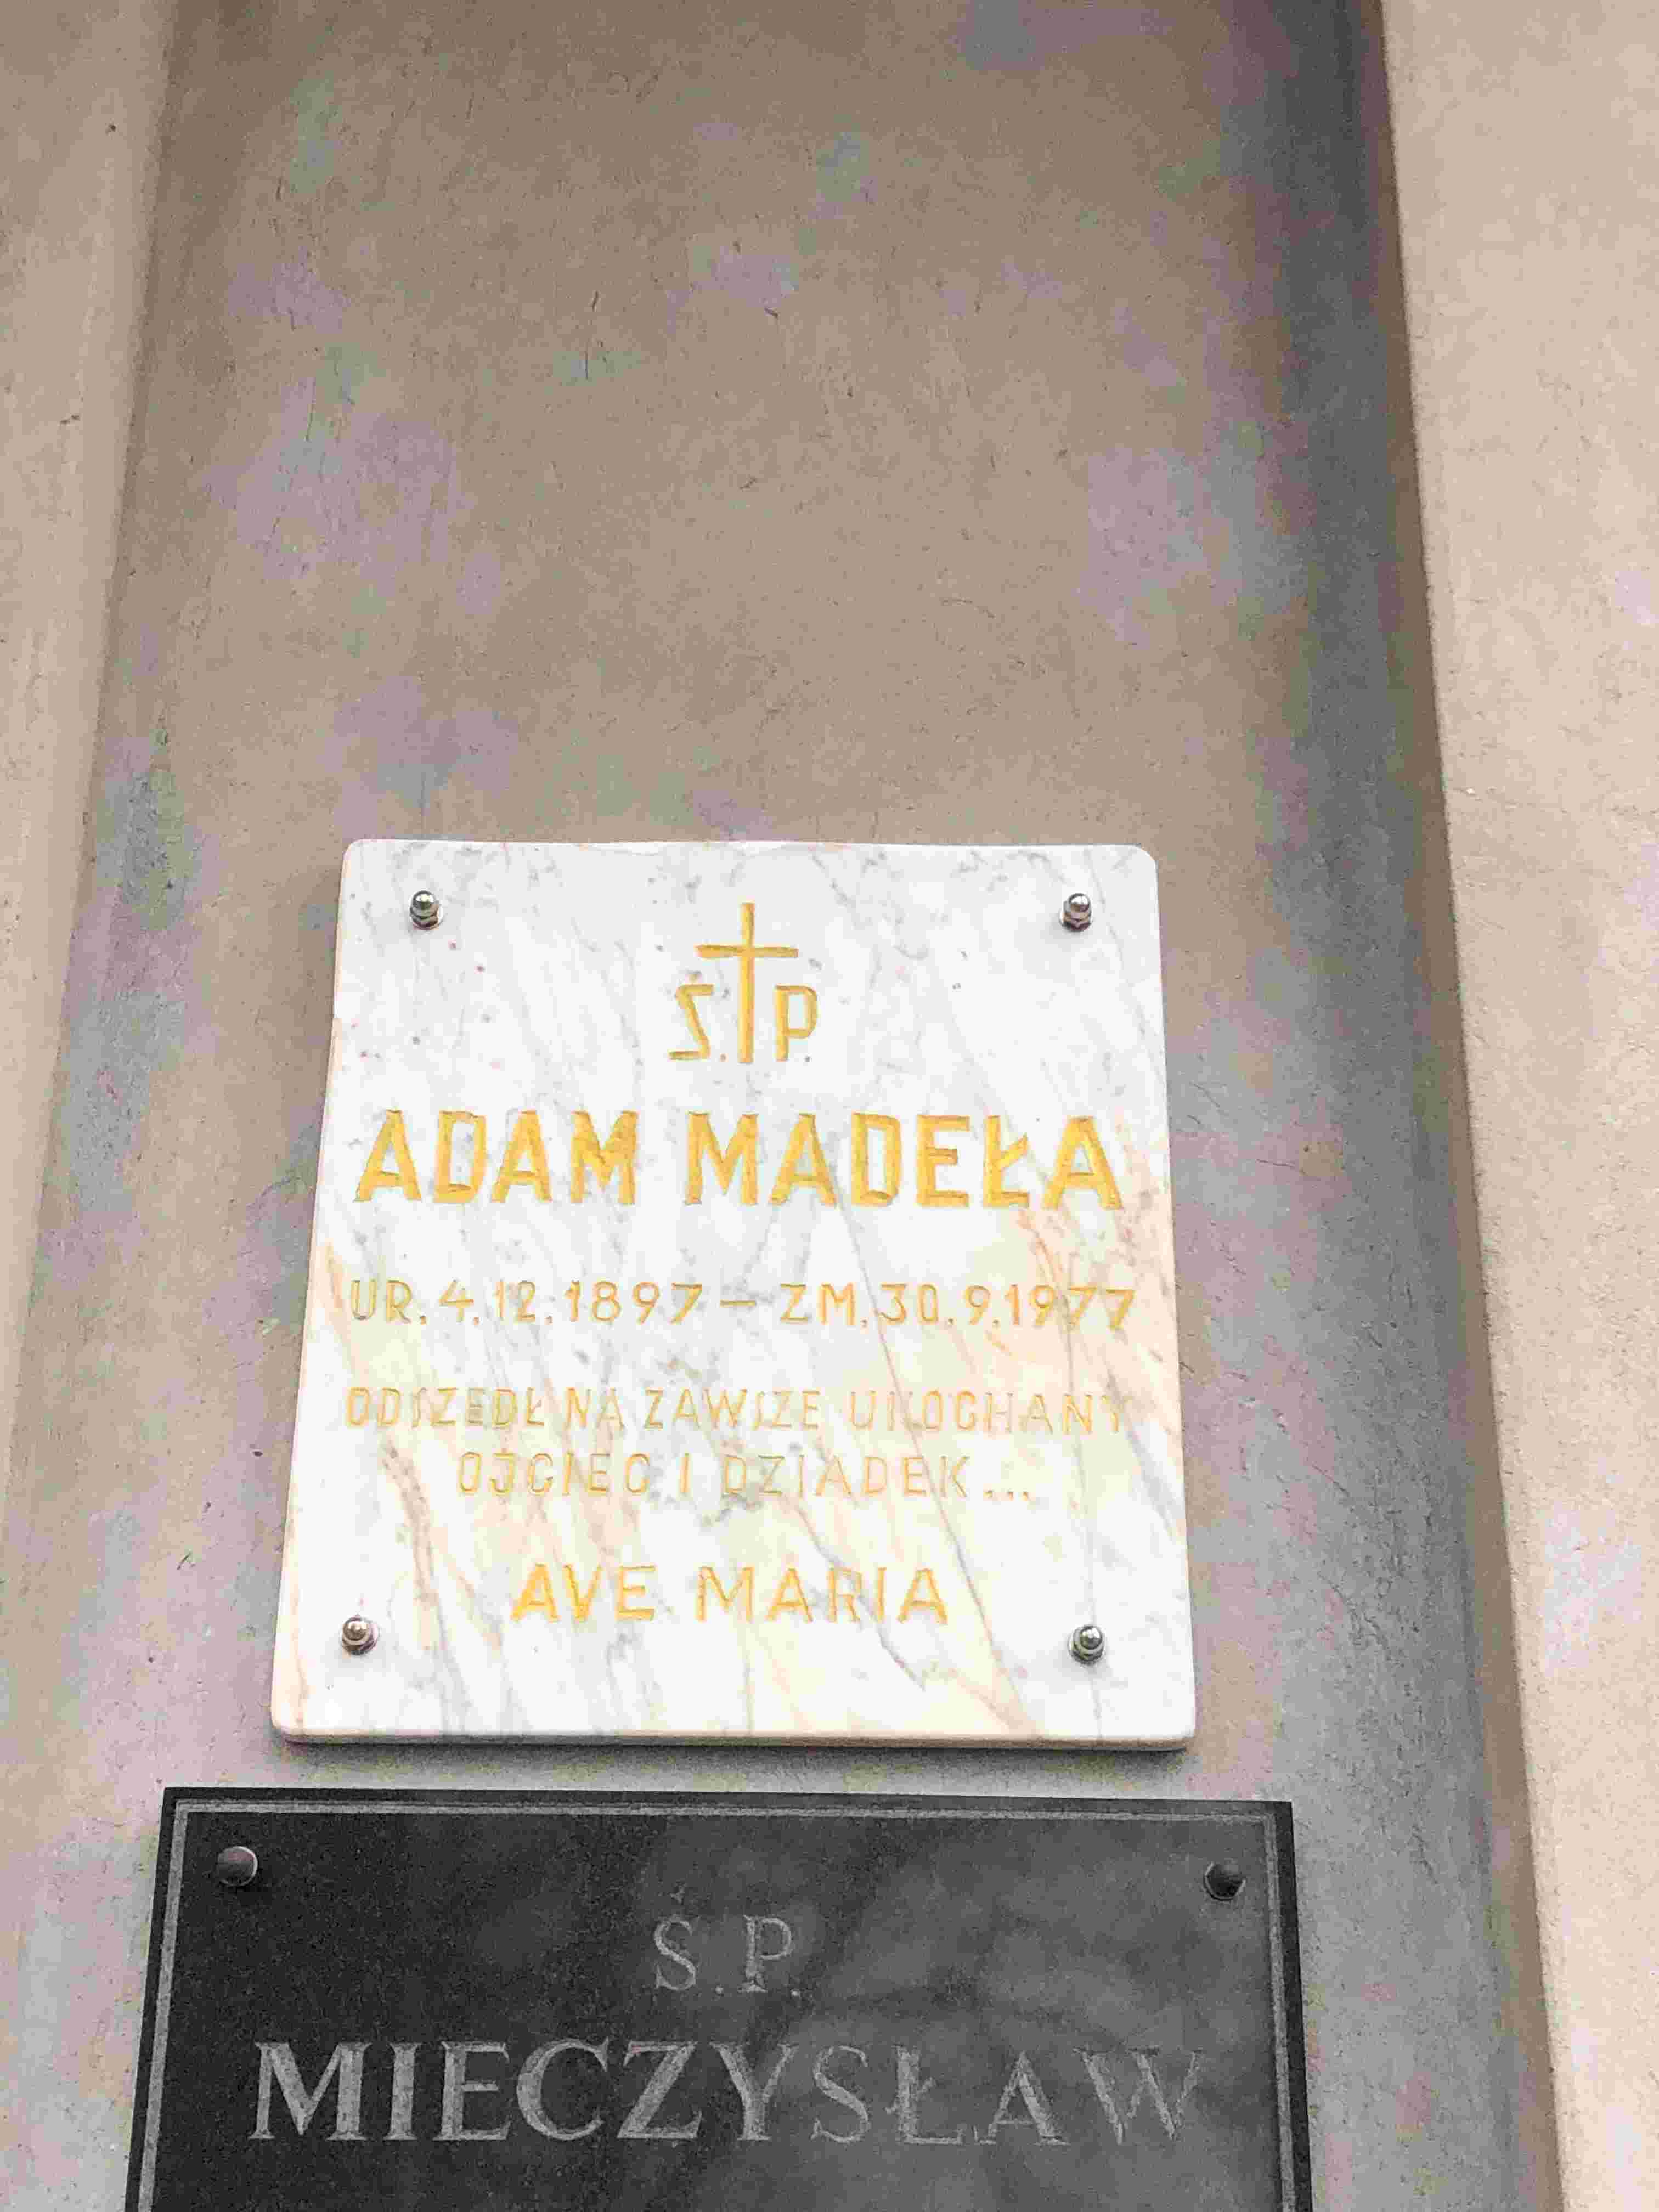 Ś.P.
ADAM MADEŁA
UR. 4.12.1897 – ZM. 30.9.1977
ODSZEDŁ NA ZAWSZE UKOCHANY
OJCIEC I DZIADEK...
AVE MARIA
Ś.P.
MIECZYSŁAW